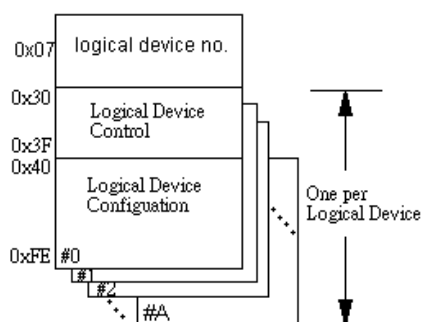 0x07
logical device no.
0x30
Logical Device
Control
0x3F
0x40
Logical Device
Configuation
One per
Logical Device
0xFE
#0
#1
#2
#A